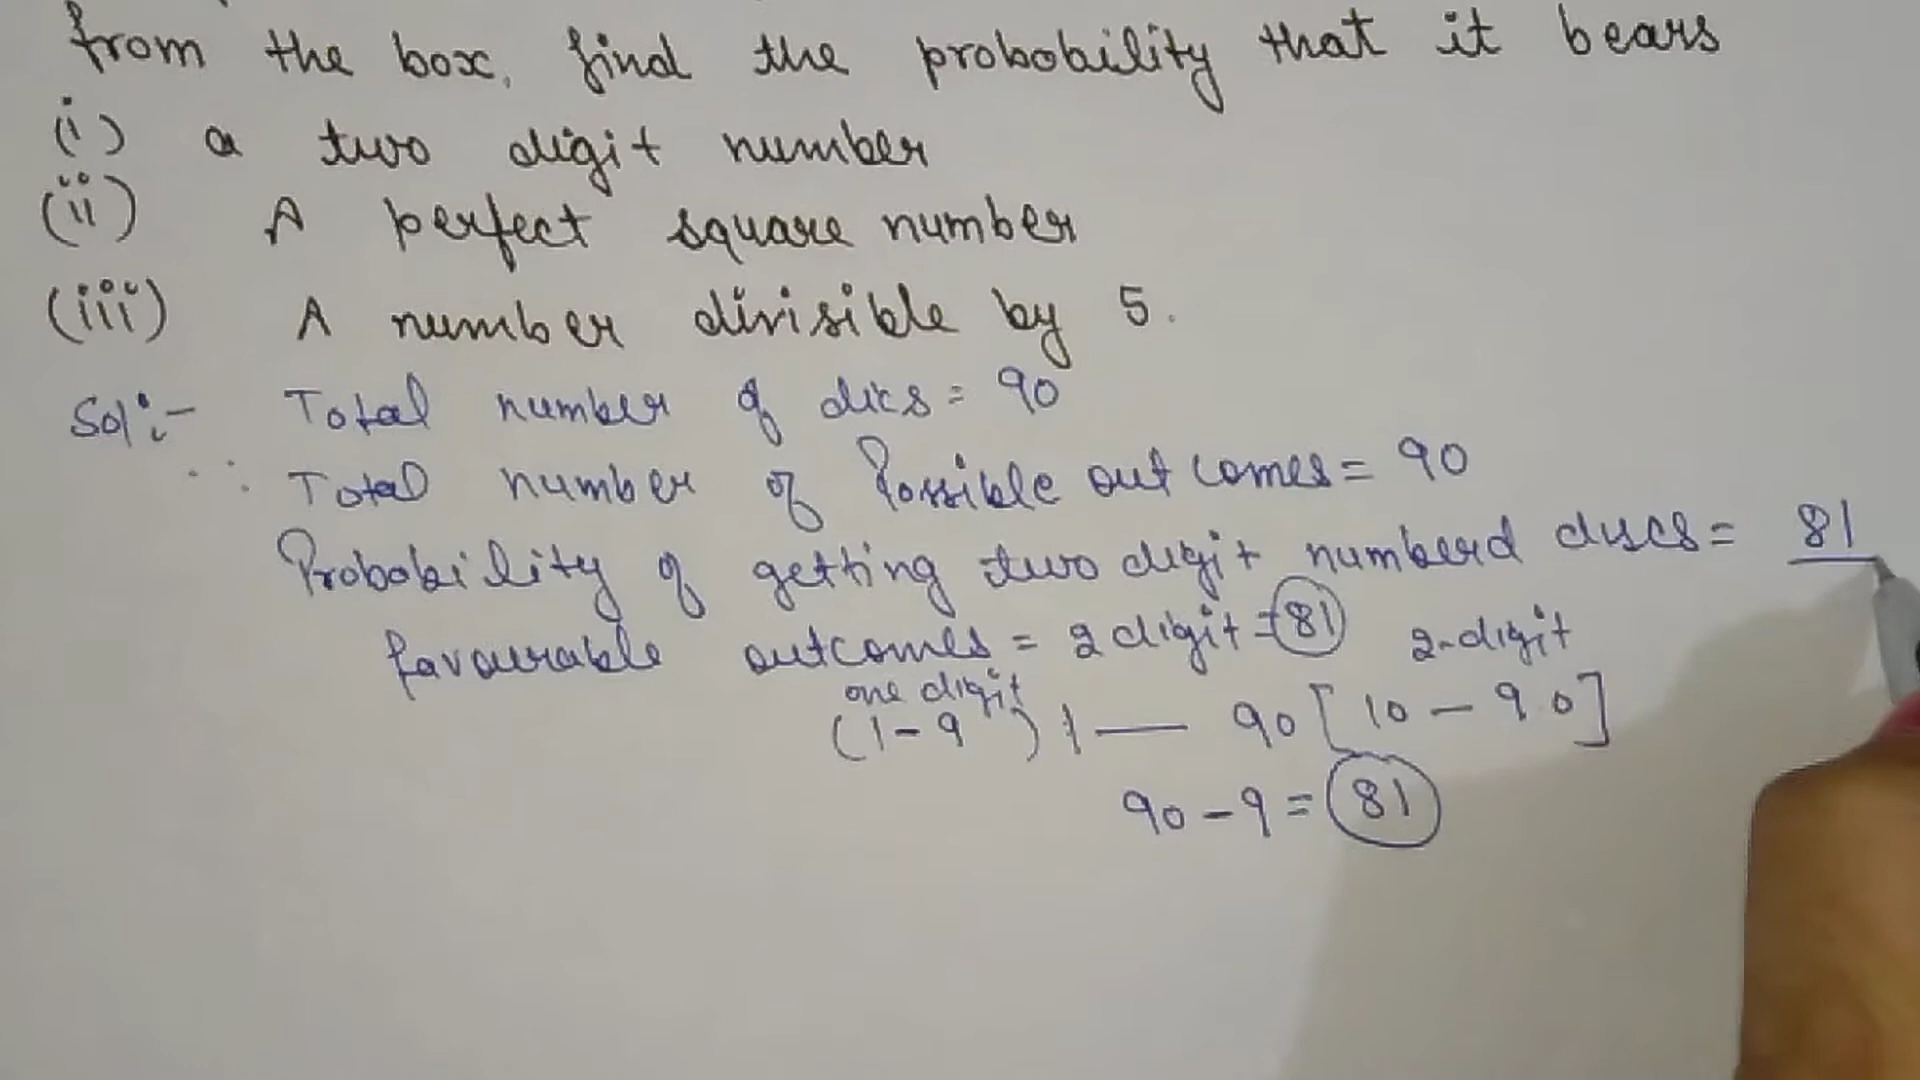 from the box, find the probobility that it bears
(i) a two digit number
(ii) A perfect square number
(iii) A number divisible by 5.
Sol:- Total number of dics = 90
∴ Total number of Possible out comes = 90
Probobility of getting two digit numberd discs = 81
favourable outcomes = 2 digit = 81 2-digit
one digit
(1-9) 1 — 90 [10 - 90]
90 - 9 = 81